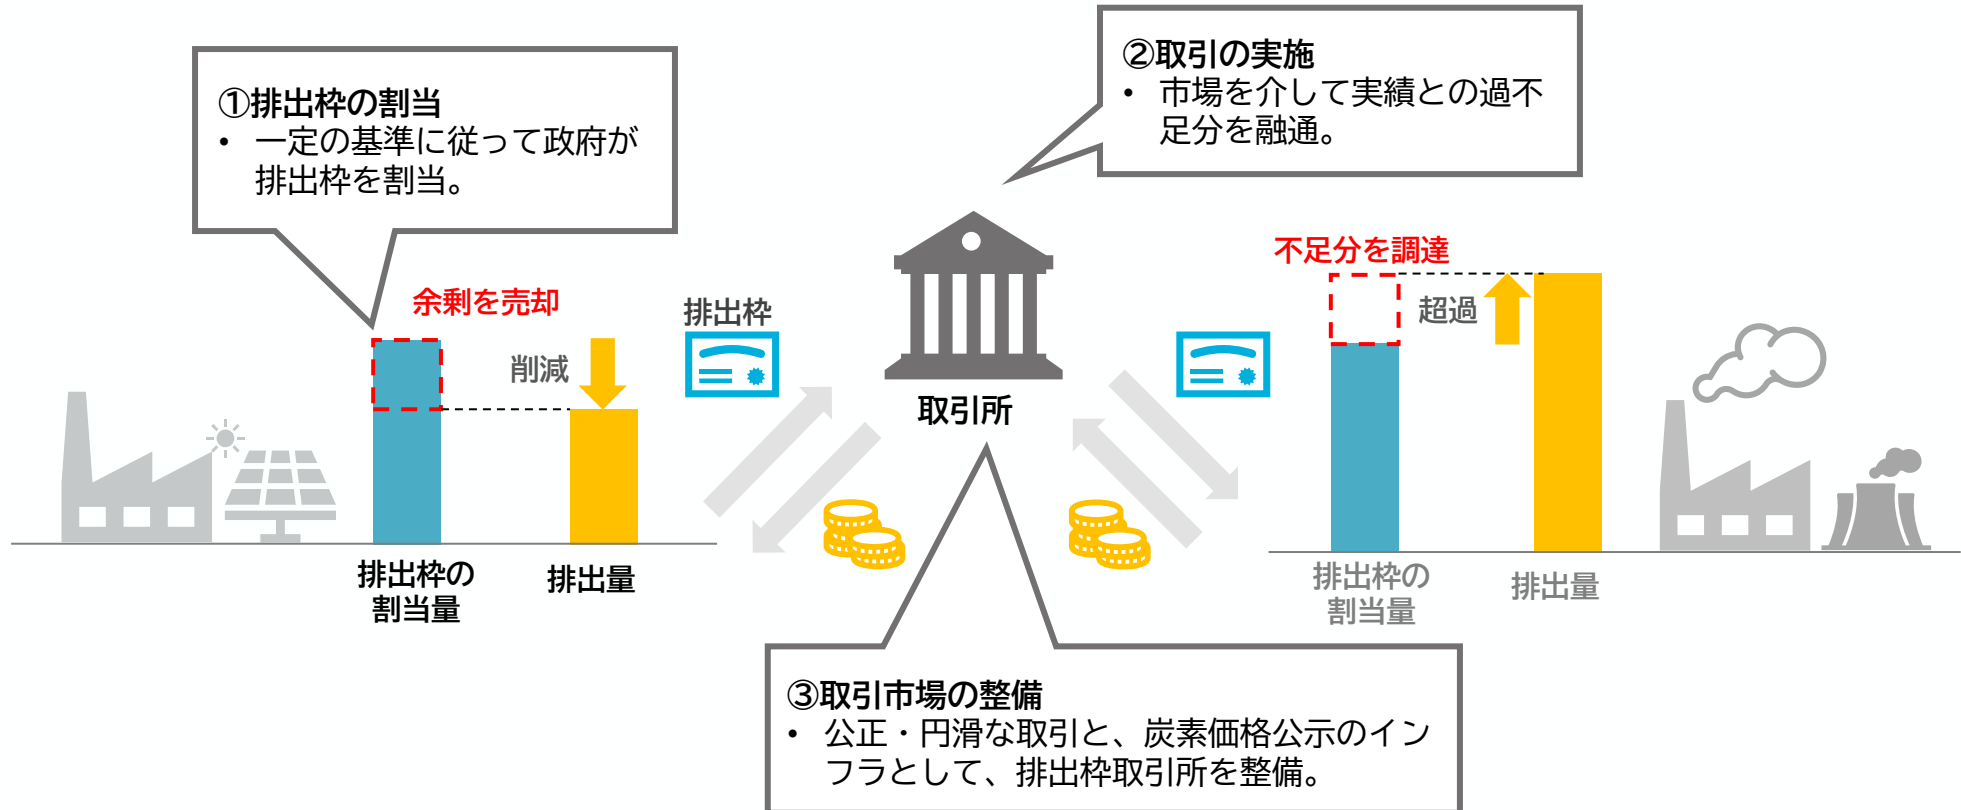 ①排出枠の割当
• 一定の基準に従って政府が
排出枠を割当。
②取引の実施
• 市場を介して実績との過不
足分を融通。
余剰を売却
削減
排出枠
取引所
不足分を調達
超過
排出枠の
割当量
排出量
排出枠の
割当量
排出量
③取引市場の整備
• 公正・円滑な取引と、炭素価格公示のイン
フラとして、排出枠取引所を整備。